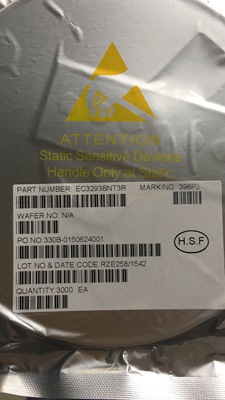 ATTENTION
Static Sensitive Devices
Handle Only at Static
PART NUMBER: EC3293BNT3R MARKING: 398PS
WAFER NO. N/A
PO NO:330B-0150624001
H.S.F
LOT NO & DATE CODE RZE258/1542
QUANTITY 3000 EA